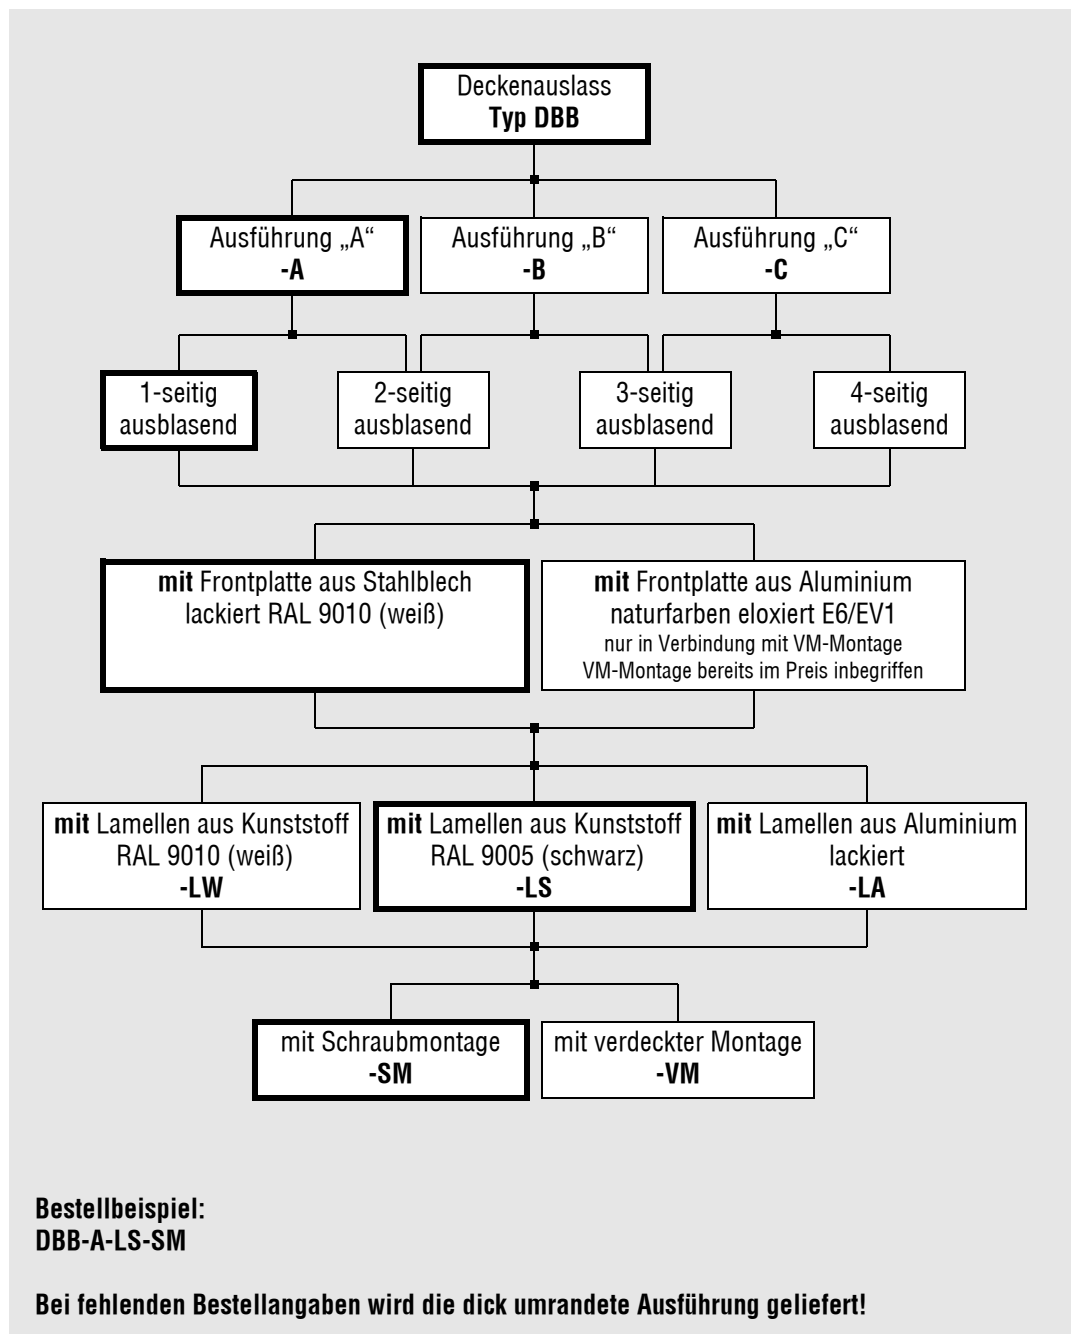 Deckenauslass
Typ DBB
Ausführung „A“
-A
Ausführung „B“
-B
Ausführung „C“
-C
1-seitig
ausblasend
2-seitig
ausblasend
3-seitig
ausblasend
4-seitig
ausblasend
mit Frontplatte aus Stahlblech
lackiert RAL 9010 (weiß)
mit Frontplatte aus Aluminium
naturfarben eloxiert E6/EV1
nur in Verbindung mit VM-Montage
VM-Montage bereits im Preis inbegriffen
mit Lamellen aus Kunststoff
RAL 9010 (weiß)
-LW
mit Lamellen aus Kunststoff
RAL 9005 (schwarz)
-LS
mit Lamellen aus Aluminium
lackiert
-LA
mit Schraubmontage
-SM
mit verdeckter Montage
-VM
Bestellbeispiel:
DBB-A-LS-SM
Bei fehlenden Bestellangaben wird die dick umrandete Ausführung geliefert!